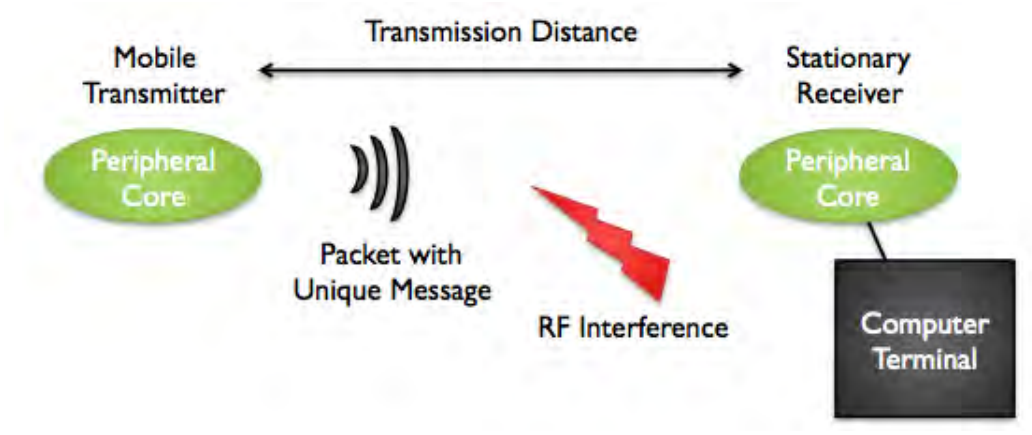 Transmission Distance
Mobile
Transmitter
Stationary
Receiver
Peripheral
Core
Peripheral
Core
Packet with
Unique Message
RF Interference
Computer
Terminal